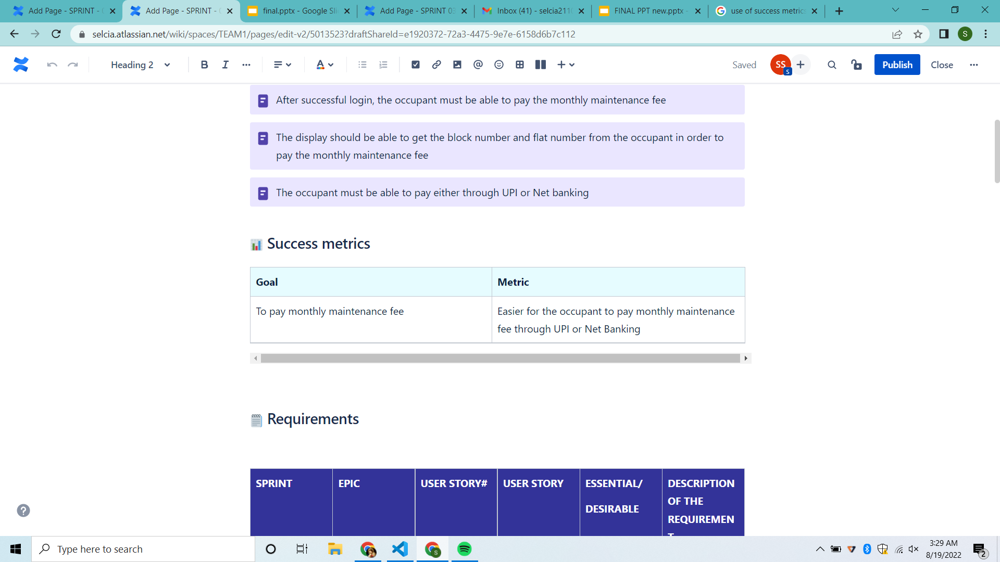 Add Page - SPRINT -
Add Page - SPRINT -
final.pptx - Google Sli
Add Page - SPRINT 03
Inbox (41) - selcia2110
FINAL PPT new.pptx -
use of success metrics
selcia.atlassian.net/wiki/spaces/TEAM1/pages/edit-v2/5013523?draftShareId=e1920372-72a3-4475-9e7e-6158d6b7c112
S
Heading 2
B
I
A
@
Saved
SS
S
Publish
Close
After successful login, the occupant must be able to pay the monthly maintenance fee
The display should be able to get the block number and flat number from the occupant in order to
pay the monthly maintenance fee
The occupant must be able to pay either through UPI or Net banking
Success metrics
Goal
Metric
To pay monthly maintenance fee
Easier for the occupant to pay monthly maintenance
fee through UPI or Net Banking
Requirements
SPRINT
EPIC
USER STORY#
USER STORY
ESSENTIAL/
DESIRABLE
DESCRIPTION
OF THE
REQUIREMEN
T
?
Type here to search
S
3:29 AM
8/19/2022
2